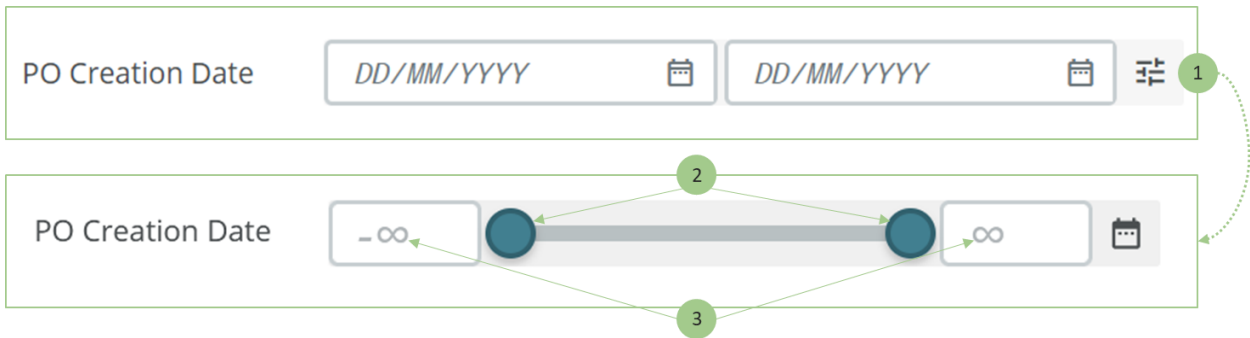 PO Creation Date DD/MM/YYYY DD/MM/YYYY 1
2
PO Creation Date -∞ ∞
3